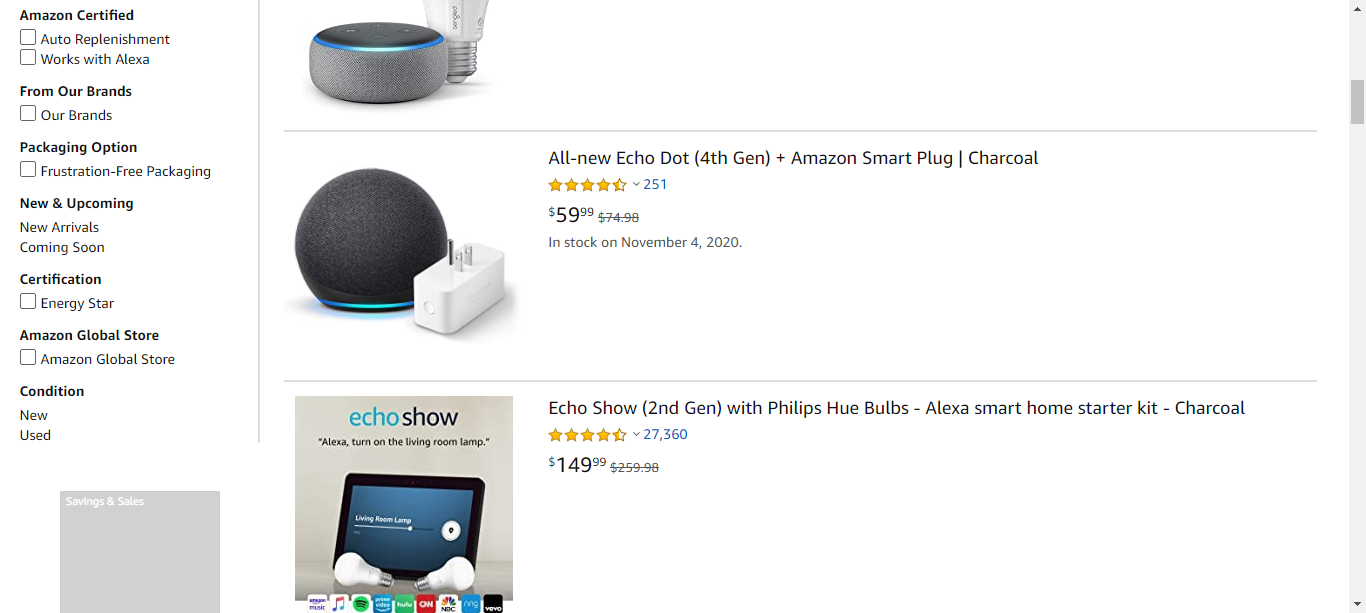 Amazon Certified
Auto Replenishment
Works with Alexa
From Our Brands
Our Brands
Packaging Option
Frustration-Free Packaging
New & Upcoming
New Arrivals
Coming Soon
Certification
Energy Star
Amazon Global Store
Amazon Global Store
Condition
New
Used
Savings & Sales
sengled
All-new Echo Dot (4th Gen) + Amazon Smart Plug | Charcoal
251
$59.99 $74.98
In stock on November 4, 2020.
echo show
“Alexa, turn on the living room lamp.”
Living Room Lamp
amazon music
prime video
hulu
CNN
NBC
ring
vevo
Echo Show (2nd Gen) with Philips Hue Bulbs - Alexa smart home starter kit - Charcoal
27,360
$149.99 $259.98